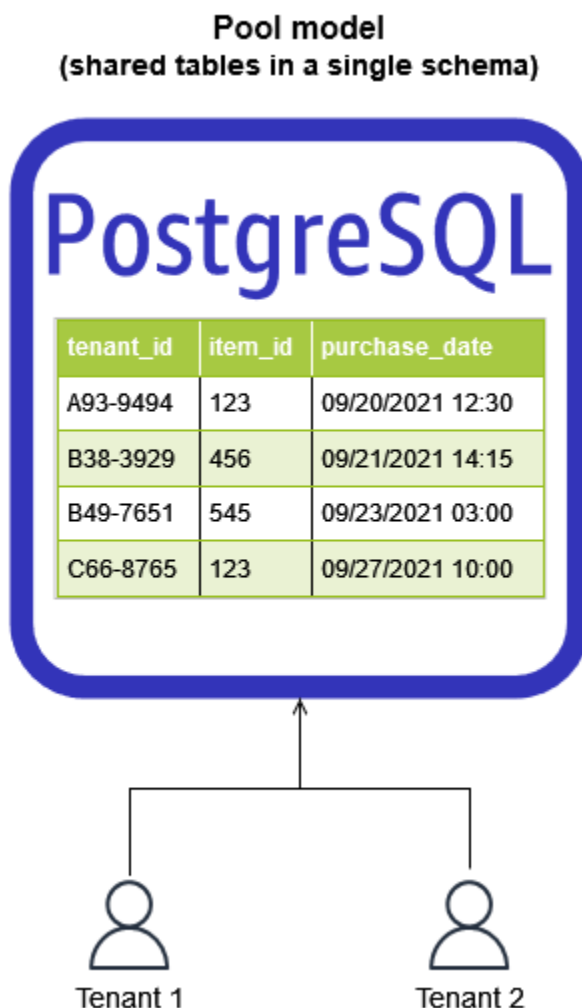 Pool model
(shared tables in a single schema)
PostgreSQL
tenant_id item_id purchase_date
A93-9494 123 09/20/2021 12:30
B38-3929 456 09/21/2021 14:15
B49-7651 545 09/23/2021 03:00
C66-8765 123 09/27/2021 10:00
Tenant 1 Tenant 2